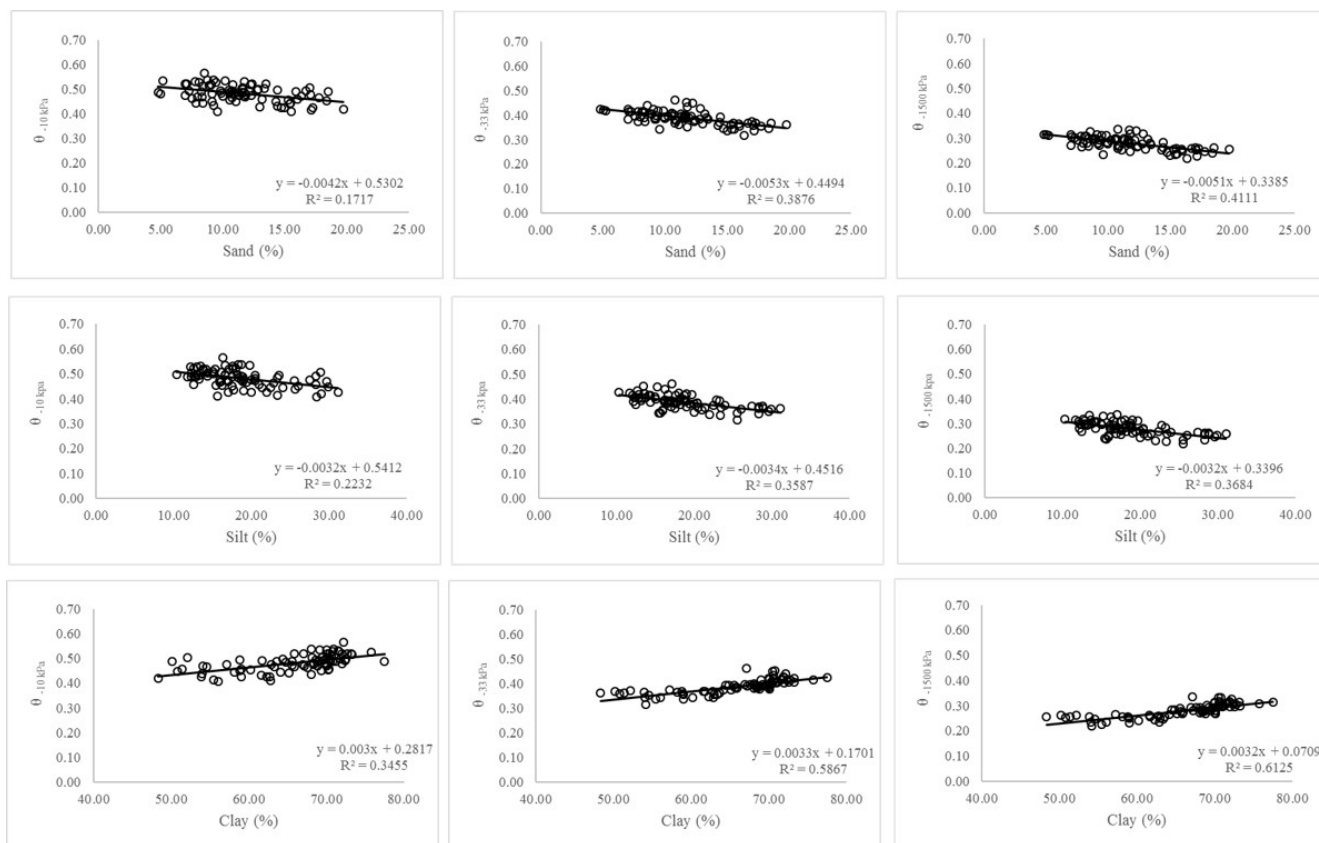 0.70
0.60
0.50
0.40
0.30
0.20
0.10
0.00
θ -10 kPa
y = -0.0042x + 0.5302
R² = 0.1717
0.00 5.00 10.00 15.00 20.00 25.00
Sand (%)
0.70
0.60
0.50
0.40
0.30
0.20
0.10
0.00
θ -33 kPa
y = -0.0053x + 0.4494
R² = 0.3876
0.00 5.00 10.00 15.00 20.00 25.00
Sand (%)
0.70
0.60
0.50
0.40
0.30
0.20
0.10
0.00
θ -1500 kPa
y = -0.0051x + 0.3385
R² = 0.4111
0.00 5.00 10.00 15.00 20.00 25.00
Sand (%)
0.70
0.60
0.50
0.40
0.30
0.20
0.10
0.00
θ -10 kpa
y = -0.0032x + 0.5412
R² = 0.2232
0.00 10.00 20.00 30.00 40.00
Silt (%)
0.70
0.60
0.50
0.40
0.30
0.20
0.10
0.00
θ -33 kPa
y = -0.0034x + 0.4516
R² = 0.3587
0.00 10.00 20.00 30.00 40.00
Silt (%)
0.70
0.60
0.50
0.40
0.30
0.20
0.10
0.00
θ -1500 kpa
y = -0.0032x + 0.3396
R² = 0.3684
0.00 10.00 20.00 30.00 40.00
Silt (%)
0.70
0.60
0.50
0.40
0.30
0.20
0.10
0.00
θ -10 kPa
y = 0.003x + 0.2817
R² = 0.3455
40.00 50.00 60.00 70.00 80.00
Clay (%)
0.70
0.60
0.50
0.40
0.30
0.20
0.10
0.00
θ -33 kPa
y = 0.0033x + 0.1701
R² = 0.5867
40.00 50.00 60.00 70.00 80.00
Clay (%)
0.70
0.60
0.50
0.40
0.30
0.20
0.10
0.00
θ -1500 kPa
y = 0.0032x + 0.0709
R² = 0.6125
40.00 50.00 60.00 70.00 80.00
Clay (%)